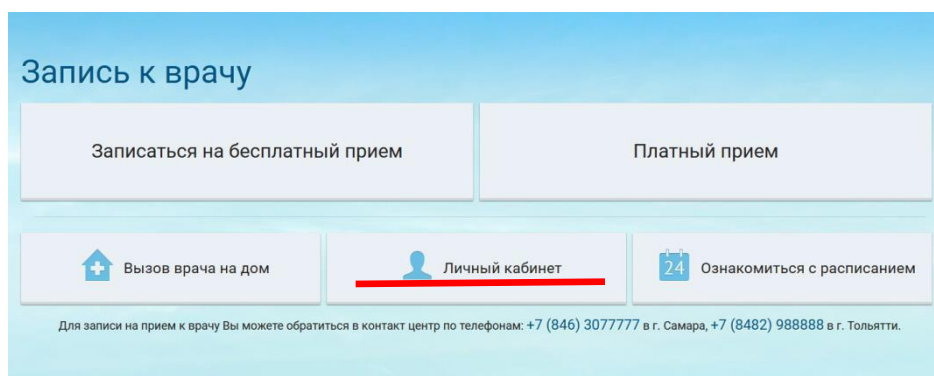 Запись к врачу
Записаться на бесплатный прием
Платный прием
Вызов врача на дом
Личный кабинет
24 Ознакомиться с расписанием
Для записи на прием к врачу Вы можете обратиться в контакт центр по телефонам: +7 (846) 3077777 в г. Самара, +7 (8482) 988888 в г. Тольятти.